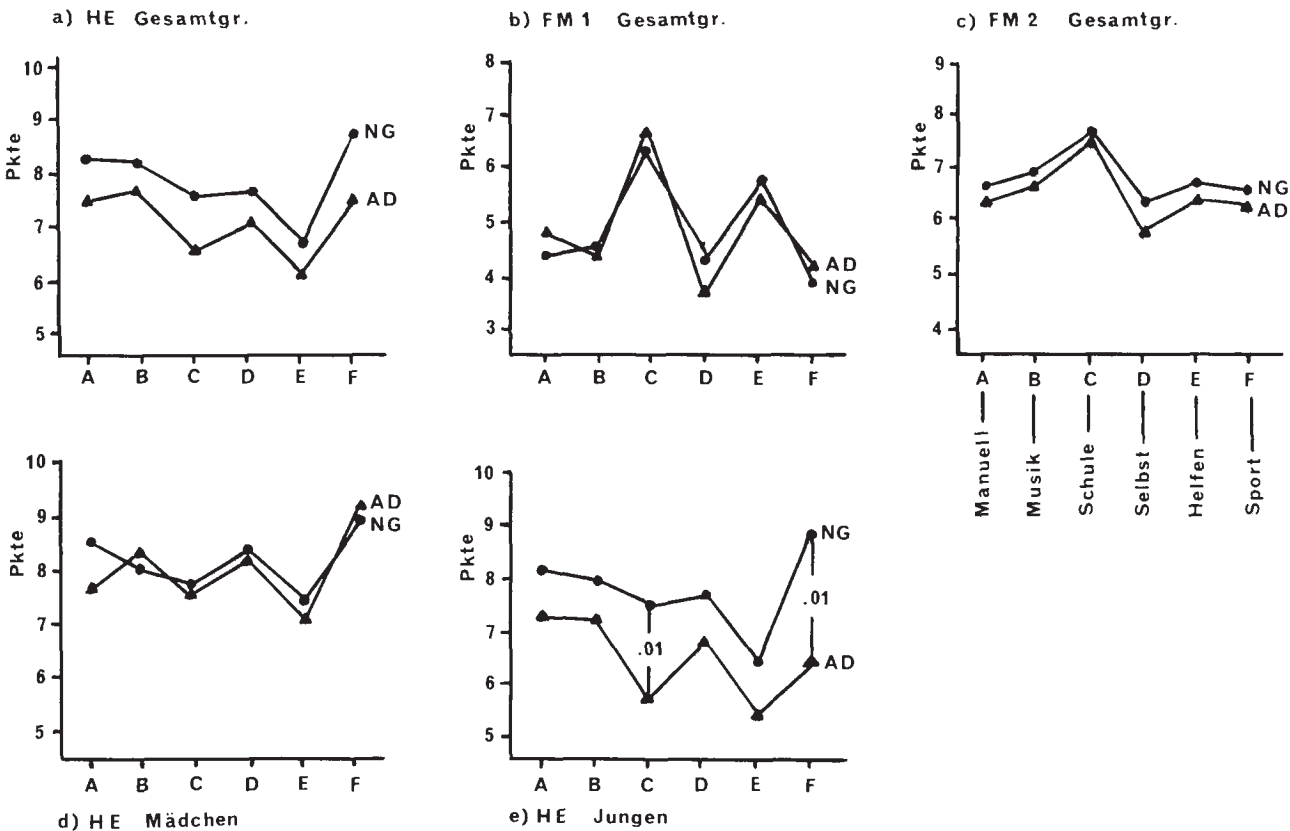 a) HE Gesamtgr.
10
9
8
7
6
5
Pkte
NG
AD
A B C D E F
b) FM 1 Gesamtgr.
8
7
6
5
4
3
Pkte
AD
NG
A B C D E F
c) FM 2 Gesamtgr.
9
8
7
6
5
4
Pkte
NG
AD
A B C D E F
Manuell
Musik
Schule
Selbst
Helfen
Sport
10
9
8
7
6
5
Pkte
AD
NG
A B C D E F
d) HE Mädchen
10
9
8
7
6
5
Pkte
NG
.01
.01
AD
A B C D E F
e) HE Jungen